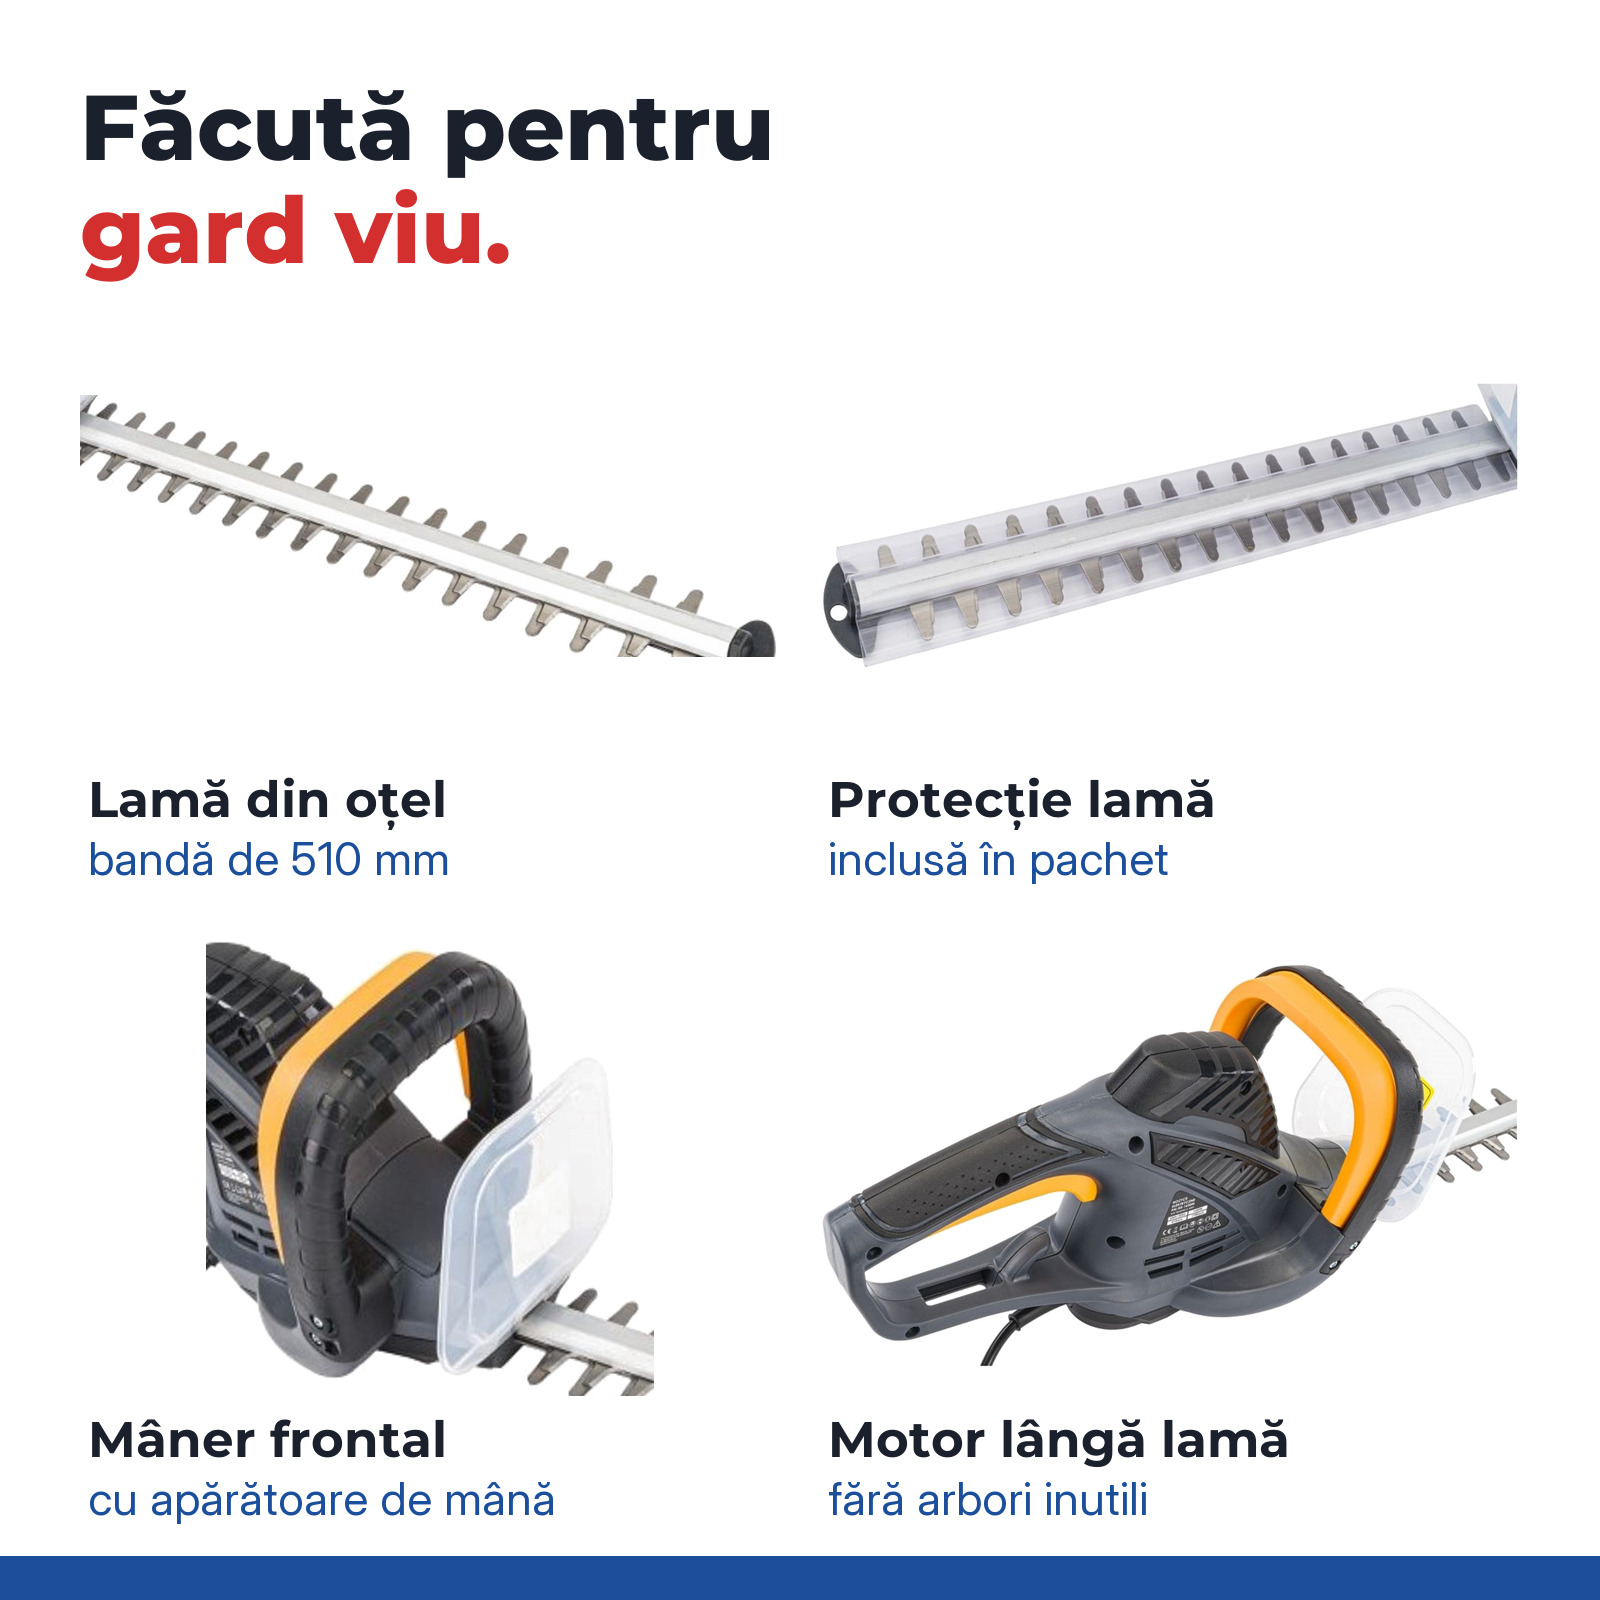 Făcută pentru
gard viu.
Lamă din oțel
bandă de 510 mm
Protecție lamă
inclusă în pachet
Mâner frontal
cu apărătoare de mână
Motor lângă lamă
fără arbori inutili